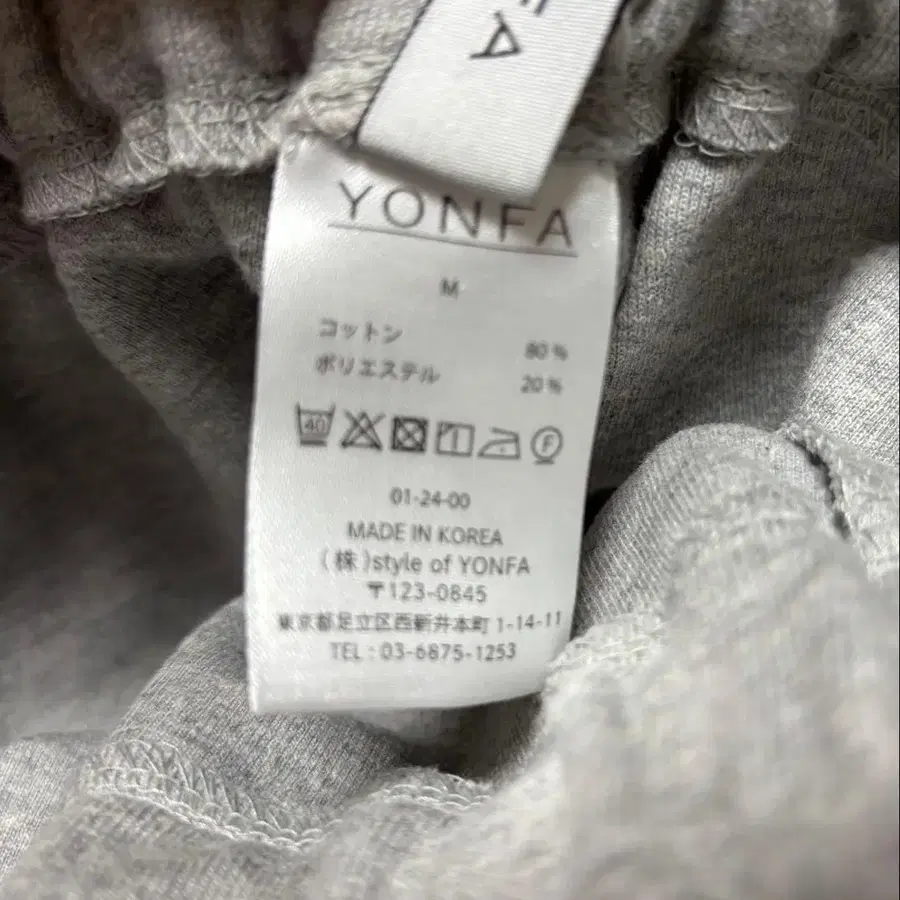 FA
YONFA
M
コットン 80%
ポリエステル 20%
40 F
01-24-00
MADE IN KOREA
(株)style of YONFA
〒123-0845
東京都足立区西新井本町1-14-11
TEL : 03-6875-1253